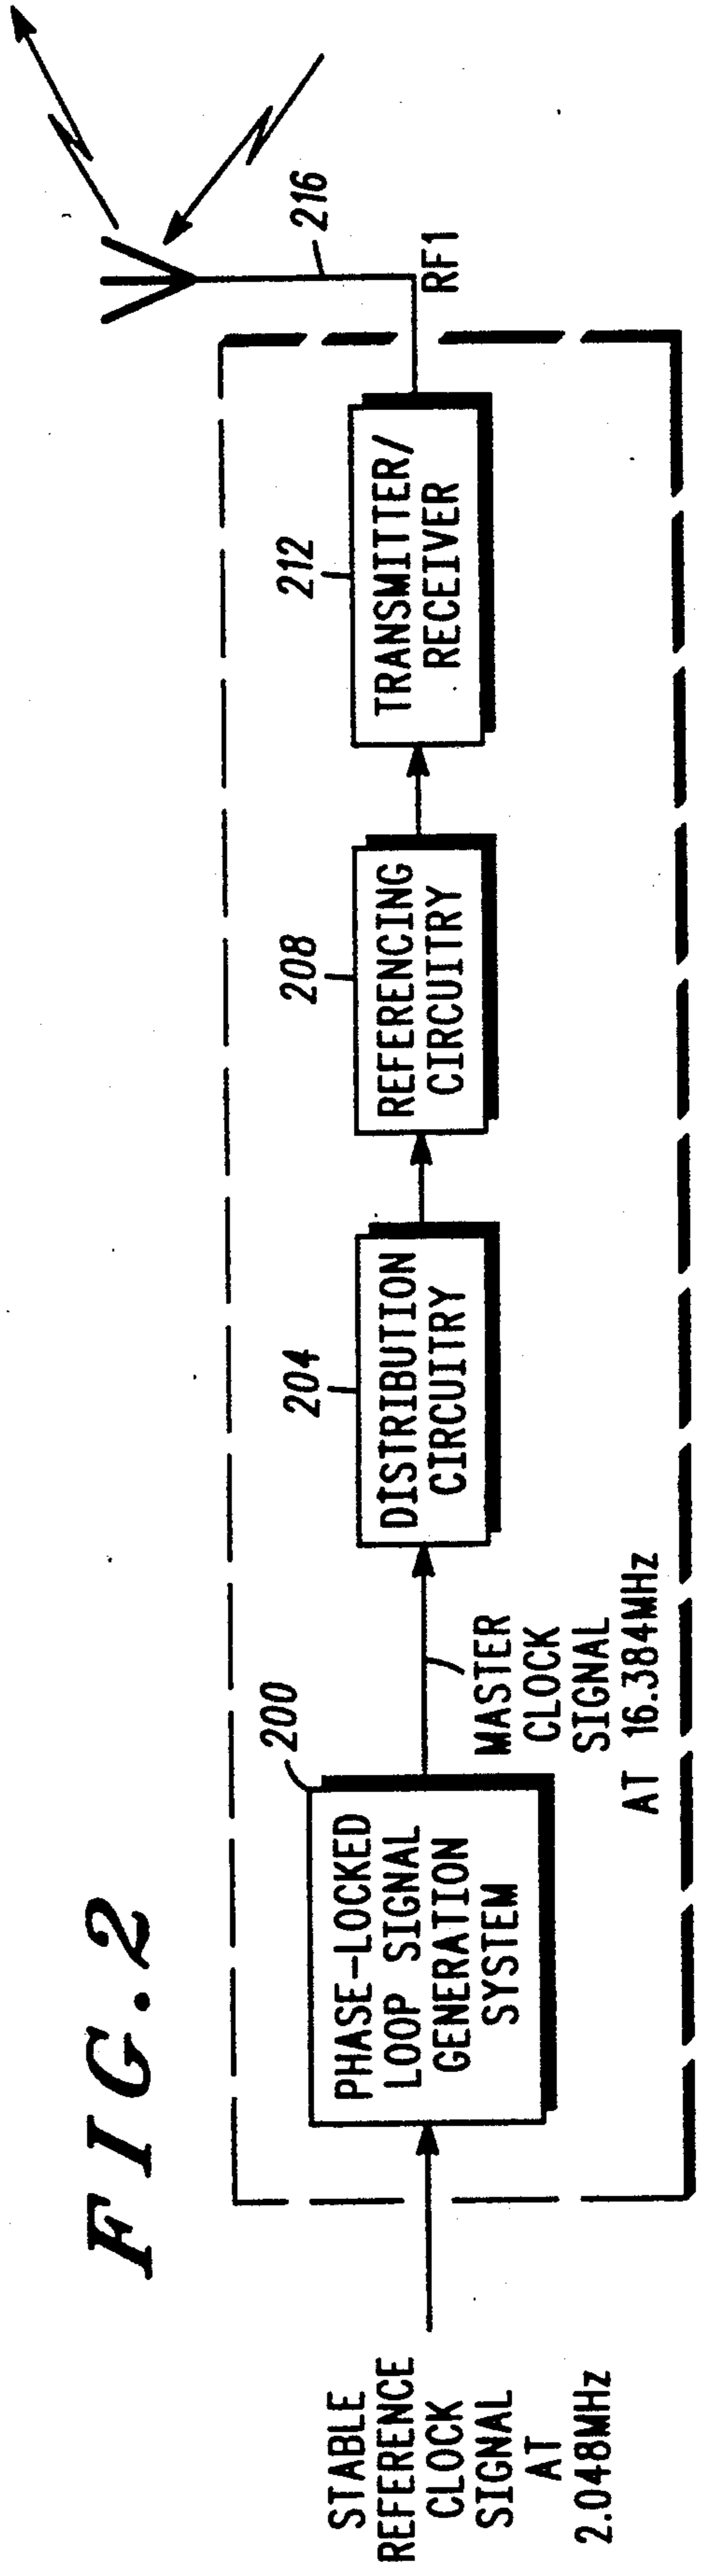 FIG. 2
STABLE
REFERENCE
CLOCK
SIGNAL
AT
2.048MHz
200
PHASE-LOCKED
LOOP SIGNAL
GENERATION
SYSTEM
MASTER
CLOCK
SIGNAL
AT 16.384MHz
204
DISTRIBUTION
CIRCUITRY
208
REFERENCING
CIRCUITRY
212
TRANSMITTER/
RECEIVER
216
RF1